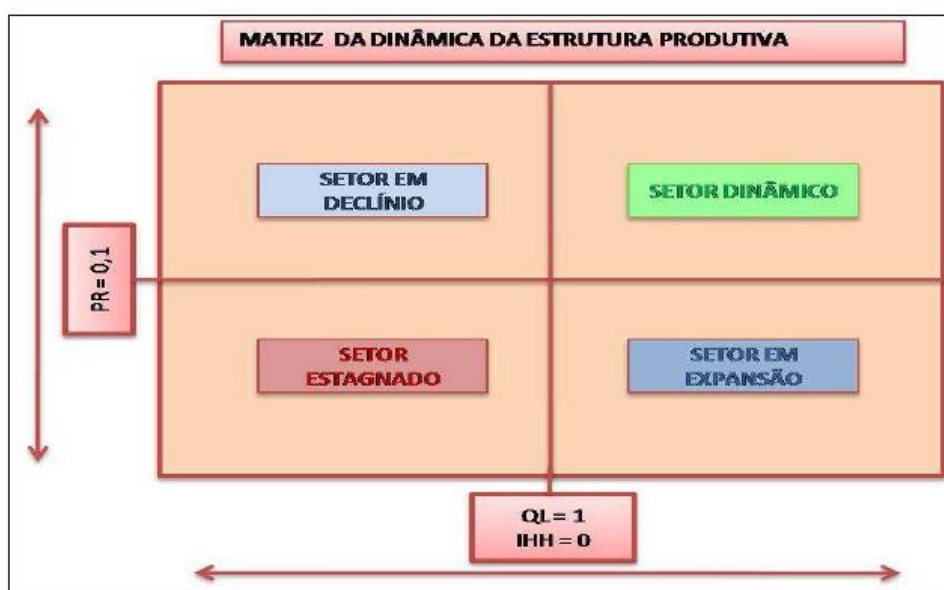 MATRIZ DA DINÂMICA DA ESTRUTURA PRODUTIVA
SETOR EM
DECLÍNIO
SETOR DINÂMICO
PR= 0,1
SETOR
ESTAGNADO
SETOR EM
EXPANSÃO
QL= 1
IHH = 0